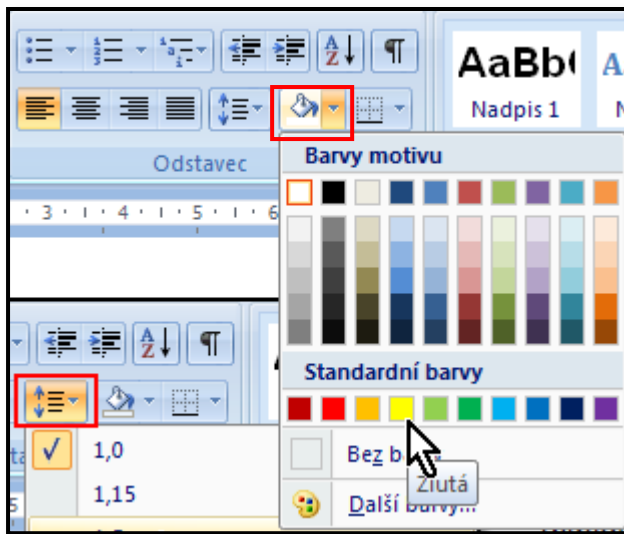 AaBb
Nadpis 1
Odstavec
Barvy motivu
3 4 5 6
Standardní barvy
Bez
Žlutá
Další barvy...
1,0
1,15